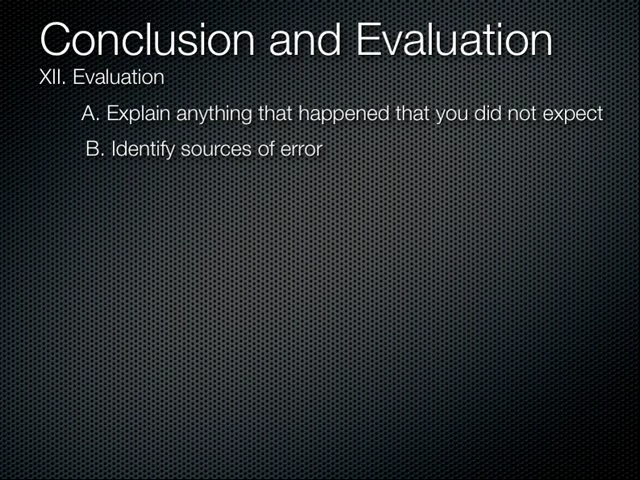 Conclusion and Evaluation
XII. Evaluation
A. Explain anything that happened that you did not expect
B. Identify sources of error